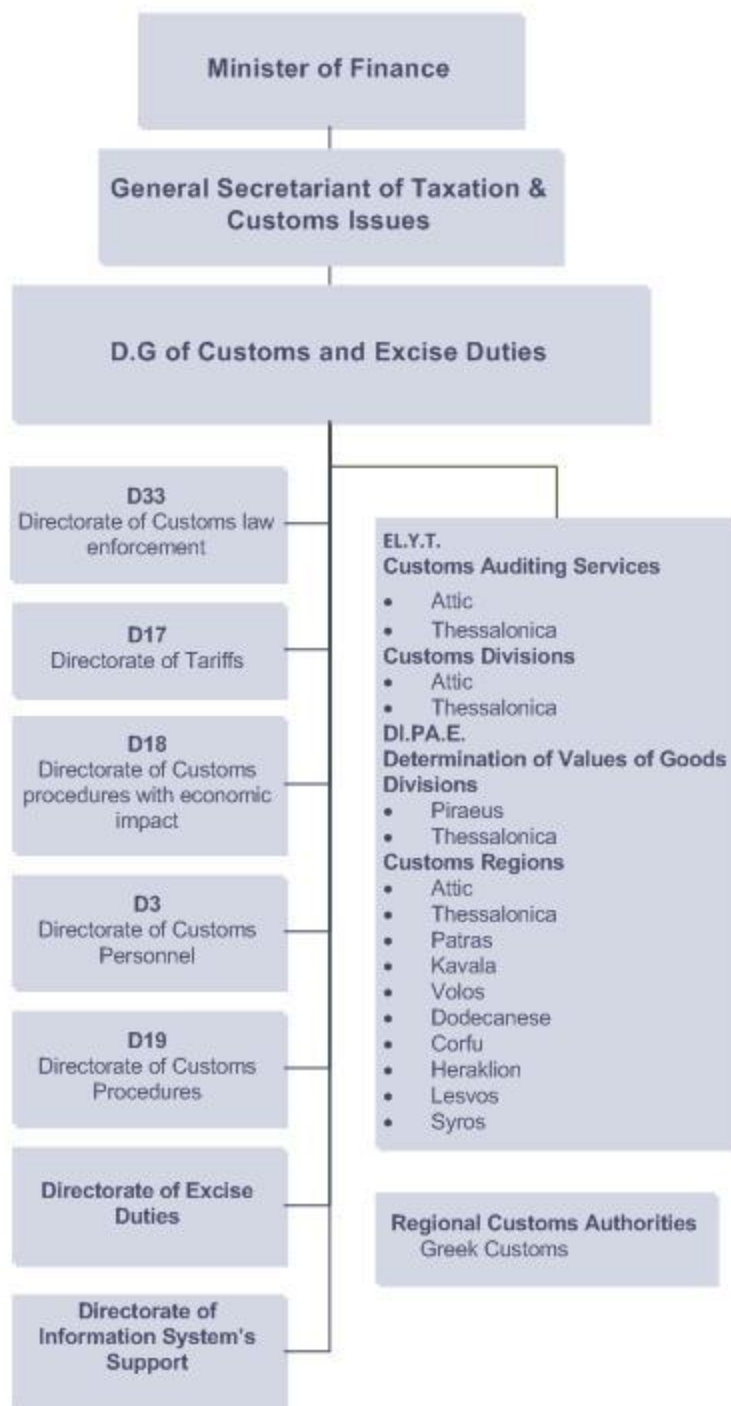 Minister of Finance
General Secretariant of Taxation &
Customs Issues
D.G of Customs and Excise Duties
D33
Directorate of Customs law
enforcement
D17
Directorate of Tariffs
D18
Directorate of Customs
procedures with economic
impact
D3
Directorate of Customs
Personnel
D19
Directorate of Customs
Procedures
Directorate of Excise
Duties
Directorate of
Information System's
Support
EL.Y.T.
Customs Auditing Services
• Attic
• Thessalonica
Customs Divisions
• Attic
• Thessalonica
DI.PA.E.
Determination of Values of Goods
Divisions
• Piraeus
• Thessalonica
Customs Regions
• Attic
• Thessalonica
• Patras
• Kavala
• Volos
• Dodecanese
• Corfu
• Heraklion
• Lesvos
• Syros
Regional Customs Authorities
Greek Customs